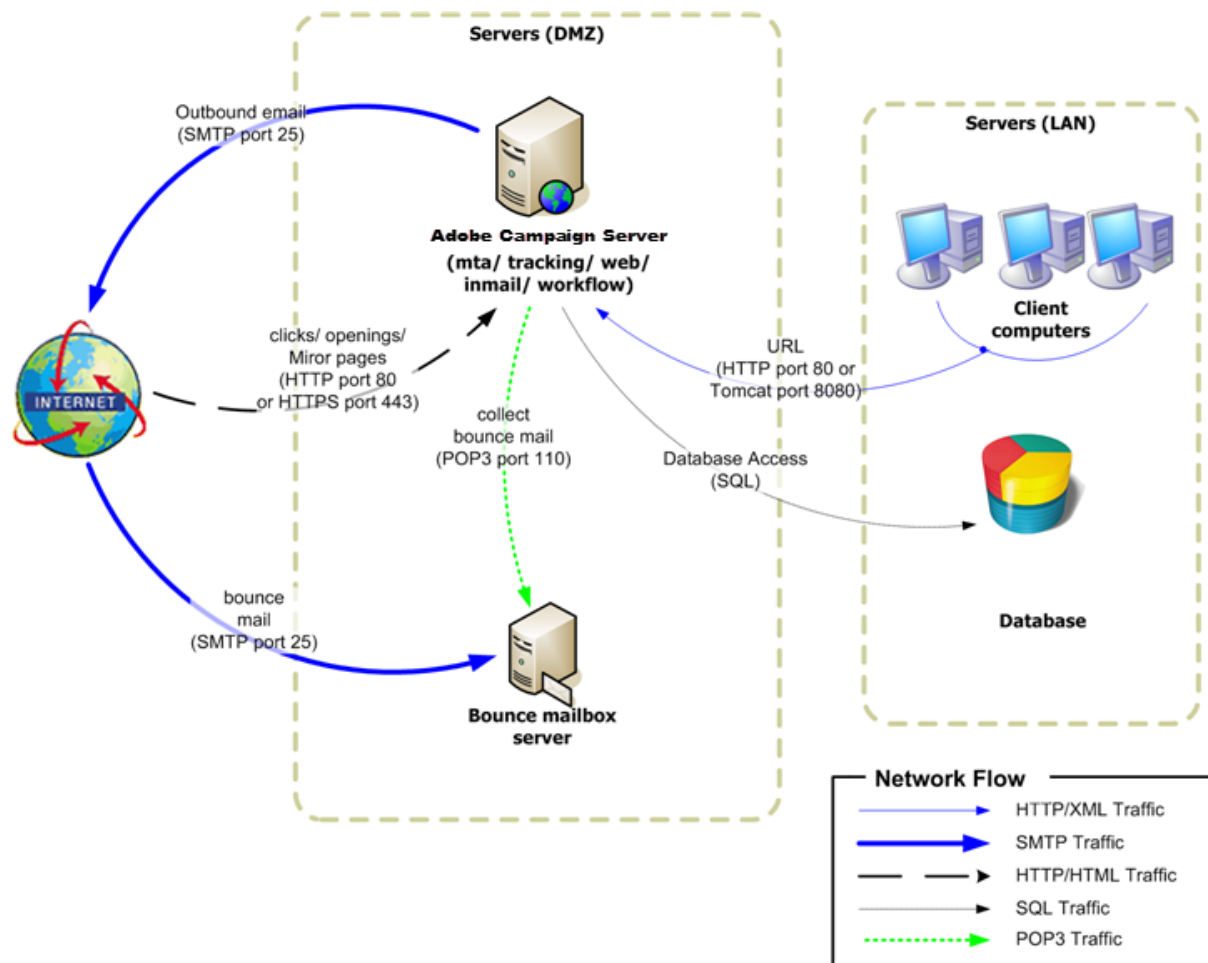 Servers (DMZ)
Outbound email
(SMTP port 25)
Adobe Campaign Server
(mta/ tracking/ web/
inmail/ workflow)
Servers (LAN)
Client
computers
URL
(HTTP port 80 or
Tomcat port 8080)
clicks/ openings/
Miror pages
(HTTP port 80
or HTTPS port 443)
INTERNET
collect
bounce mail
(POP3 port 110)
Database Access
(SQL)
Database
bounce
mail
(SMTP port 25)
Bounce mailbox
server
Network Flow
HTTP/XML Traffic
SMTP Traffic
HTTP/HTML Traffic
SQL Traffic
POP3 Traffic